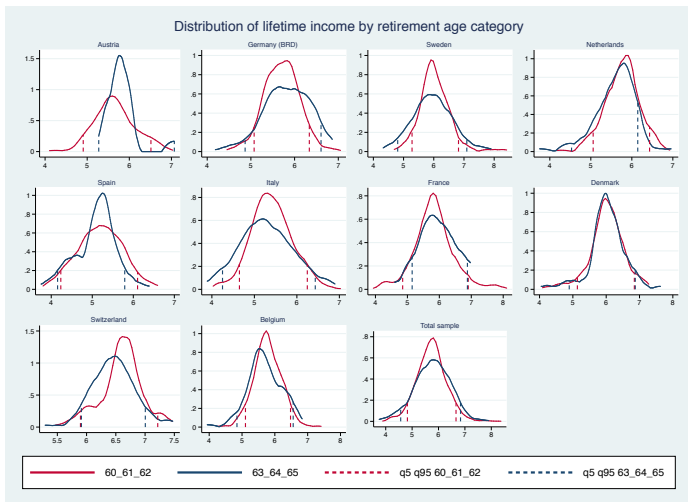 Distribution of lifetime income by retirement age category
Austria
Germany (BRD)
Sweden
Netherlands
1.5
1
.5
0
4 5 6 7
1
.8
.6
.4
.2
0
4 5 6 7
1
.8
.6
.4
.2
0
4 5 6 7 8
1
.8
.6
.4
.2
0
4 5 6 7
Spain
Italy
France
Denmark
1
.8
.6
.4
.2
0
4 5 6 7
.8
.6
.4
.2
0
4 5 6 7
.8
.6
.4
.2
0
4 5 6 7 8
1
.8
.6
.4
.2
0
4 5 6 7 8
Switzerland
Belgium
Total sample
1.5
1
.5
0
5.5 6 6.5 7 7.5
1
.8
.6
.4
.2
0
4 5 6 7 8
.8
.6
.4
.2
0
4 5 6 7 8
60_61_62
63_64_65
q5 q95 60_61_62
q5 q95 63_64_65